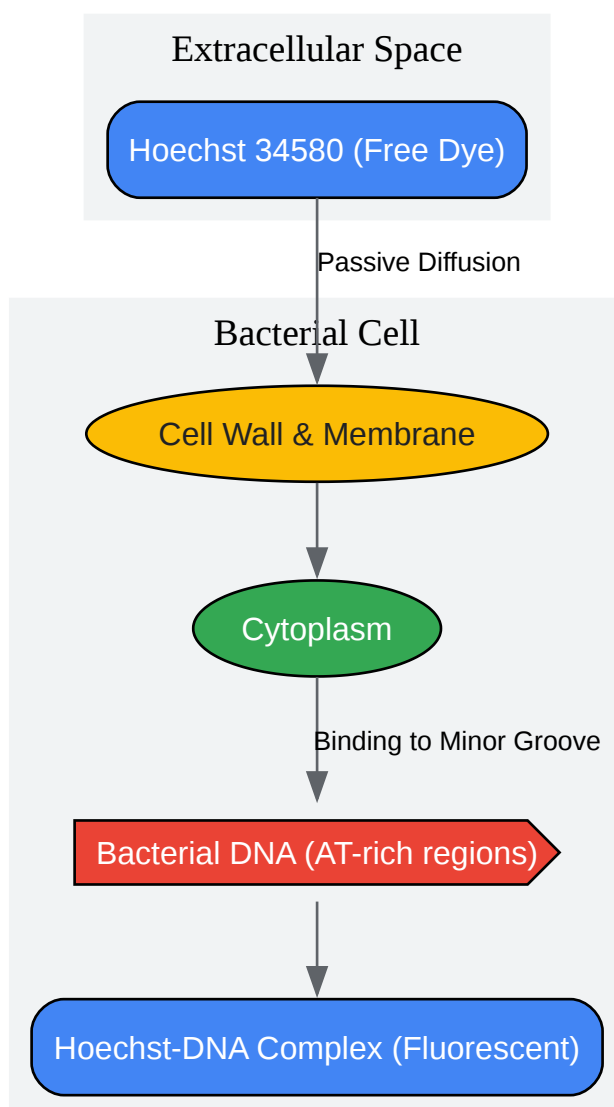 Extracellular Space
Hoechst 34580 (Free Dye)
Passive Diffusion
Bacterial Cell
Cell Wall & Membrane
Cytoplasm
Binding to Minor Groove
Bacterial DNA (AT-rich regions)
Hoechst-DNA Complex (Fluorescent)